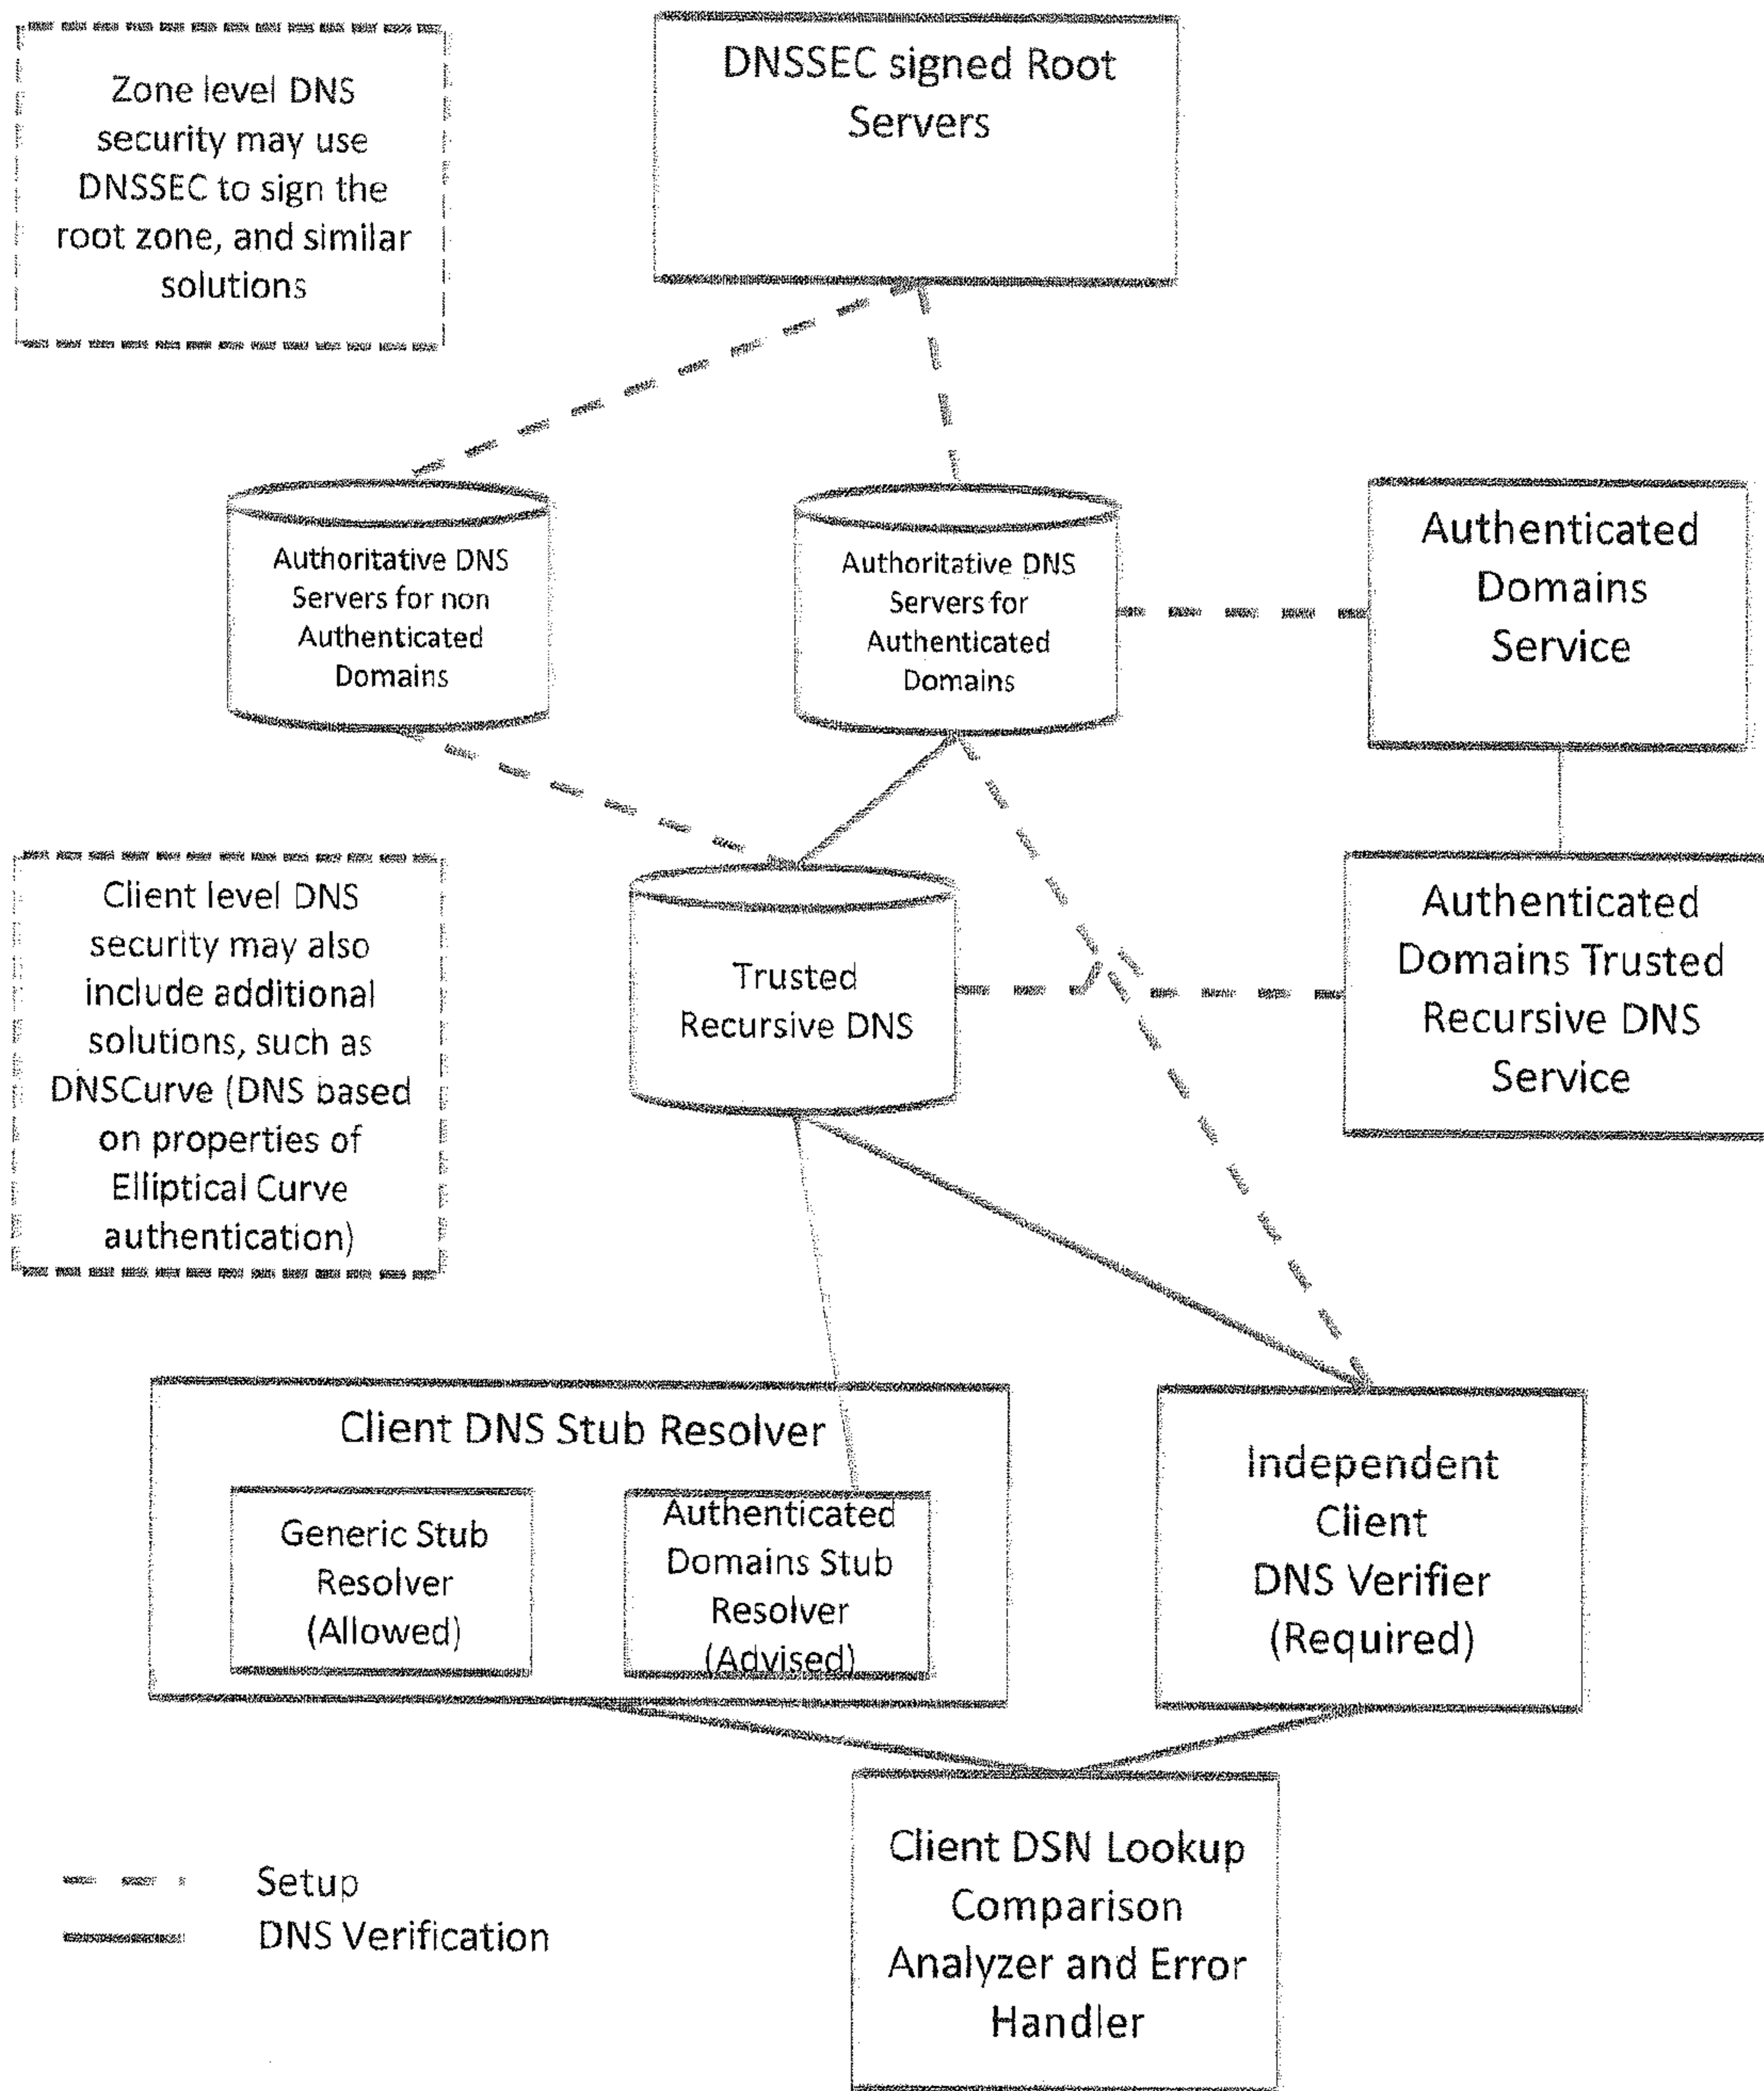 Zone level DNS
security may use
DNSSEC to sign the
root zone, and similar
solutions
DNSSEC signed Root
Servers
Authoritative DNS
Servers for non
Authenticated
Domains
Authoritative DNS
Servers for
Authenticated
Domains
Authenticated
Domains
Service
Client level DNS
security may also
include additional
solutions, such as
DNSCurve (DNS based
on properties of
Elliptical Curve
authentication)
Trusted
Recursive DNS
Authenticated
Domains Trusted
Recursive DNS
Service
Client DNS Stub Resolver
Generic Stub
Resolver
(Allowed)
Authenticated
Domains Stub
Resolver
(Advised)
Independent
Client
DNS Verifier
(Required)
Setup
DNS Verification
Client DSN Lookup
Comparison
Analyzer and Error
Handler